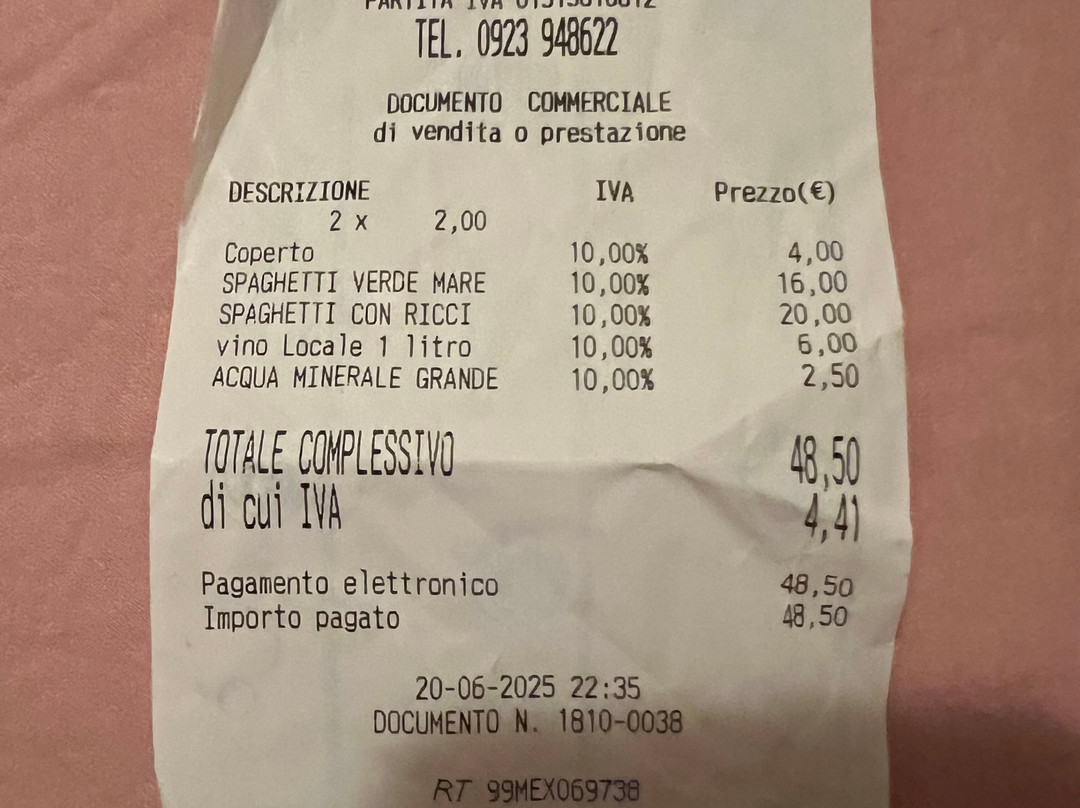 TEL. 0923 948622
DOCUMENTO COMMERCIALE
di vendita o prestazione
DESCRIZIONE IVA Prezzo(€)
2 x 2,00
Coperto 10,00% 4,00
SPAGHETTI VERDE MARE 10,00% 16,00
SPAGHETTI CON RICCI 10,00% 20,00
vino Locale 1 litro 10,00% 6,00
ACQUA MINERALE GRANDE 10,00% 2,50
TOTALE COMPLESSIVO 48,50
di cui IVA 4,41
Pagamento elettronico 48,50
Importo pagato 48,50
20-06-2025 22:35
DOCUMENTO N. 1810-0038
RT 99MEX069738